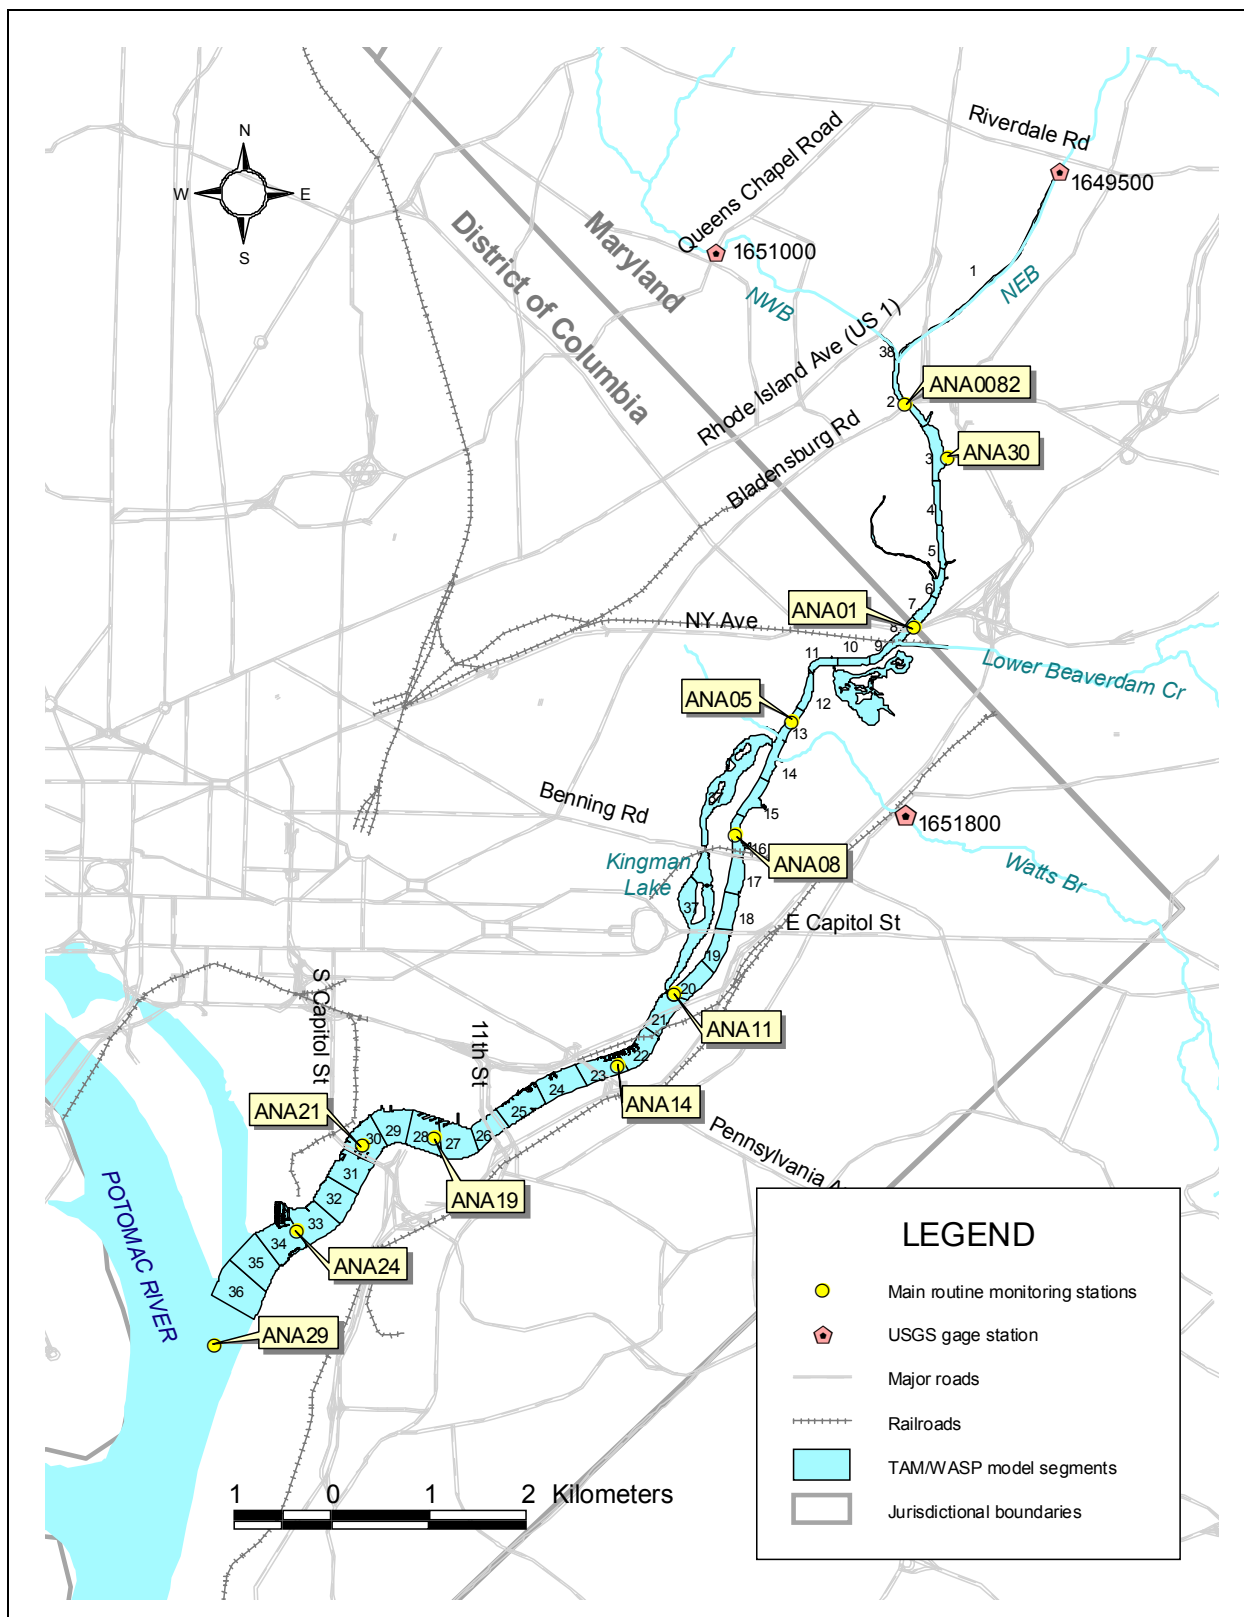 N
W
E
S
Riverdale Rd
Queens Chapel Road
1649500
Maryland
District of Columbia
1651000
1
NWB
NEB
Rhode Island Ave (US 1)
38
ANA0082
2
Bladensburg Rd
ANA30
3
4
5
6
7
ANA01
NY Ave
8
9
10
11
Lower Beaverdam Cr
12
ANA05
13
14
Benning Rd
37
15
1651800
16
ANA08
Kingman
Lake
Watts Br
17
37
18
E Capitol St
19
20
S Capitol St
11th St
21
ANA11
22
23
24
ANA14
25
ANA21
26
27
28
29
30
Pennsylvania A
31
ANA19
32
33
34
35
36
ANA24
POTOMAC RIVER
ANA29
LEGEND
Main routine monitoring stations
USGS gage station
Major roads
Railroads
TAM/WASP model segments
Jurisdictional boundaries
1 0 1 2 Kilometers